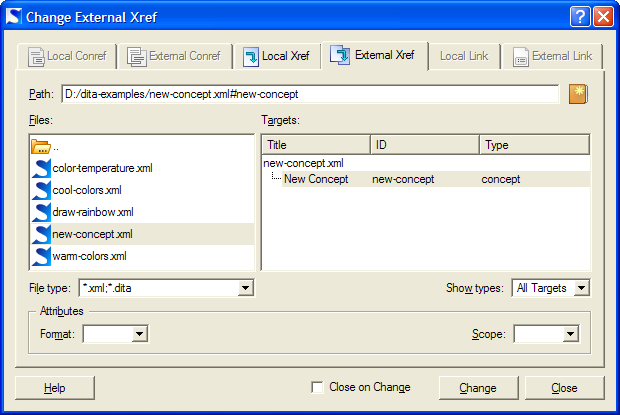 Change External Xref
Local Conref External Conref Local Xref External Xref Local Link External Link
Path: D:/dita-examples/new-concept.xml#new-concept
Files: Targets:
..
color-temperature.xml
cool-colors.xml
draw-rainbow.xml
new-concept.xml
warm-colors.xml
Title ID Type
new-concept.xml
New Concept new-concept concept
File type: *.xml;*.dita Show types: All Targets
Attributes
Format: Scope:
Help Close on Change Change Close